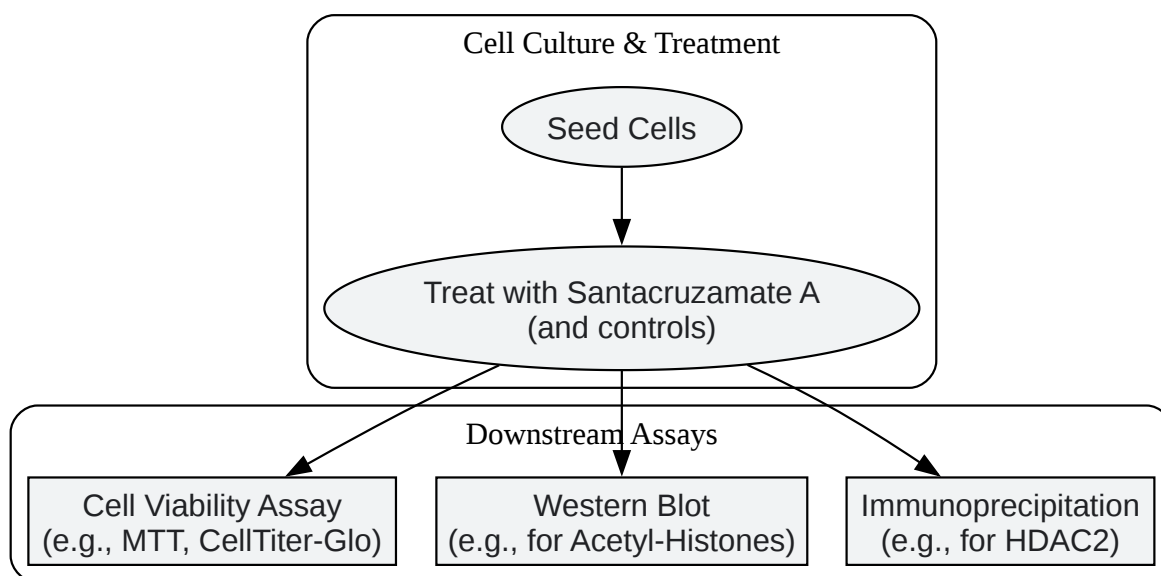 Cell Culture & Treatment
Seed Cells
Treat with Santacruzamate A
(and controls)
Downstream Assays
Cell Viability Assay
(e.g., MTT, CellTiter-Glo)
Western Blot
(e.g., for Acetyl-Histones)
Immunoprecipitation
(e.g., for HDAC2)